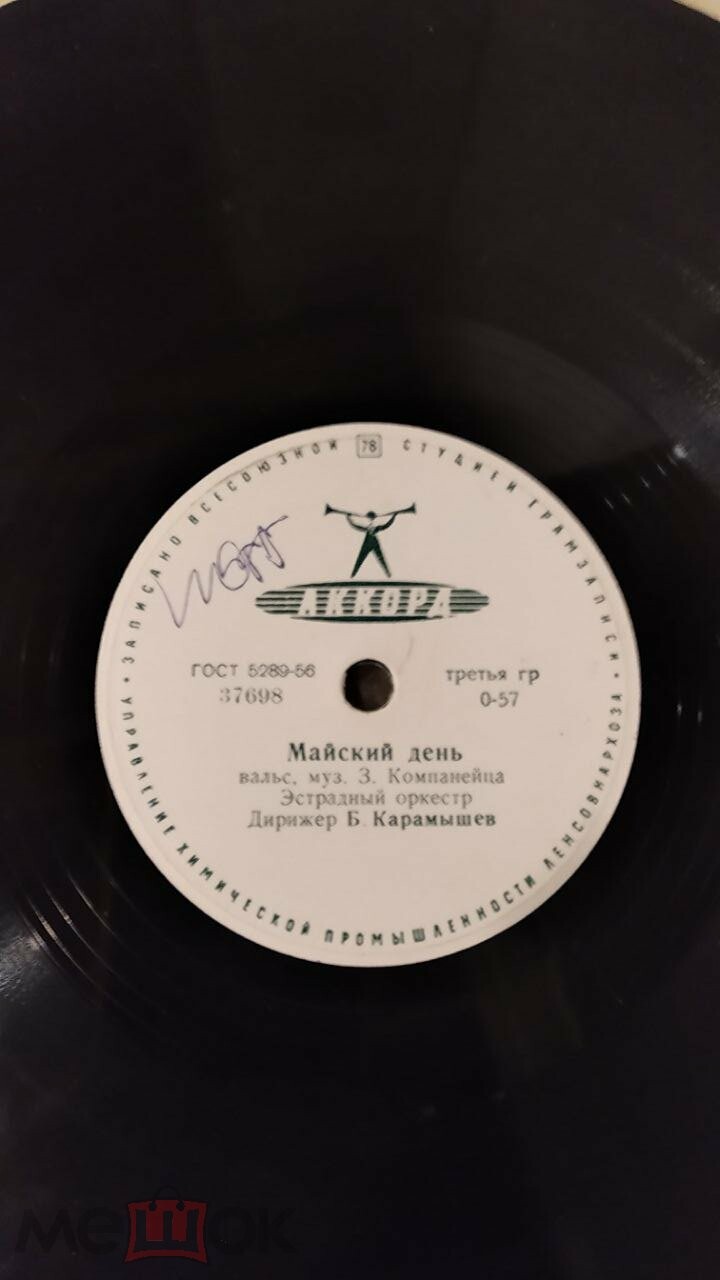 ЗАПИСАНО ВСЕСОЮЗНОЙ 78 СТУДИЕЙ ГРАМЗАПИСИ
АККОРД
ГОСТ 5289-56
третья гр
37698
0-57
Майский день
вальс, муз. З. Компанейца
Эстрадный оркестр
Дирижер Б. Карамышев
УПРАВЛЕНИЕ ХИМИЧЕСКОЙ ПРОМЫШЛЕННОСТИ ЛЕНСОВНАРХОЗА
мешок